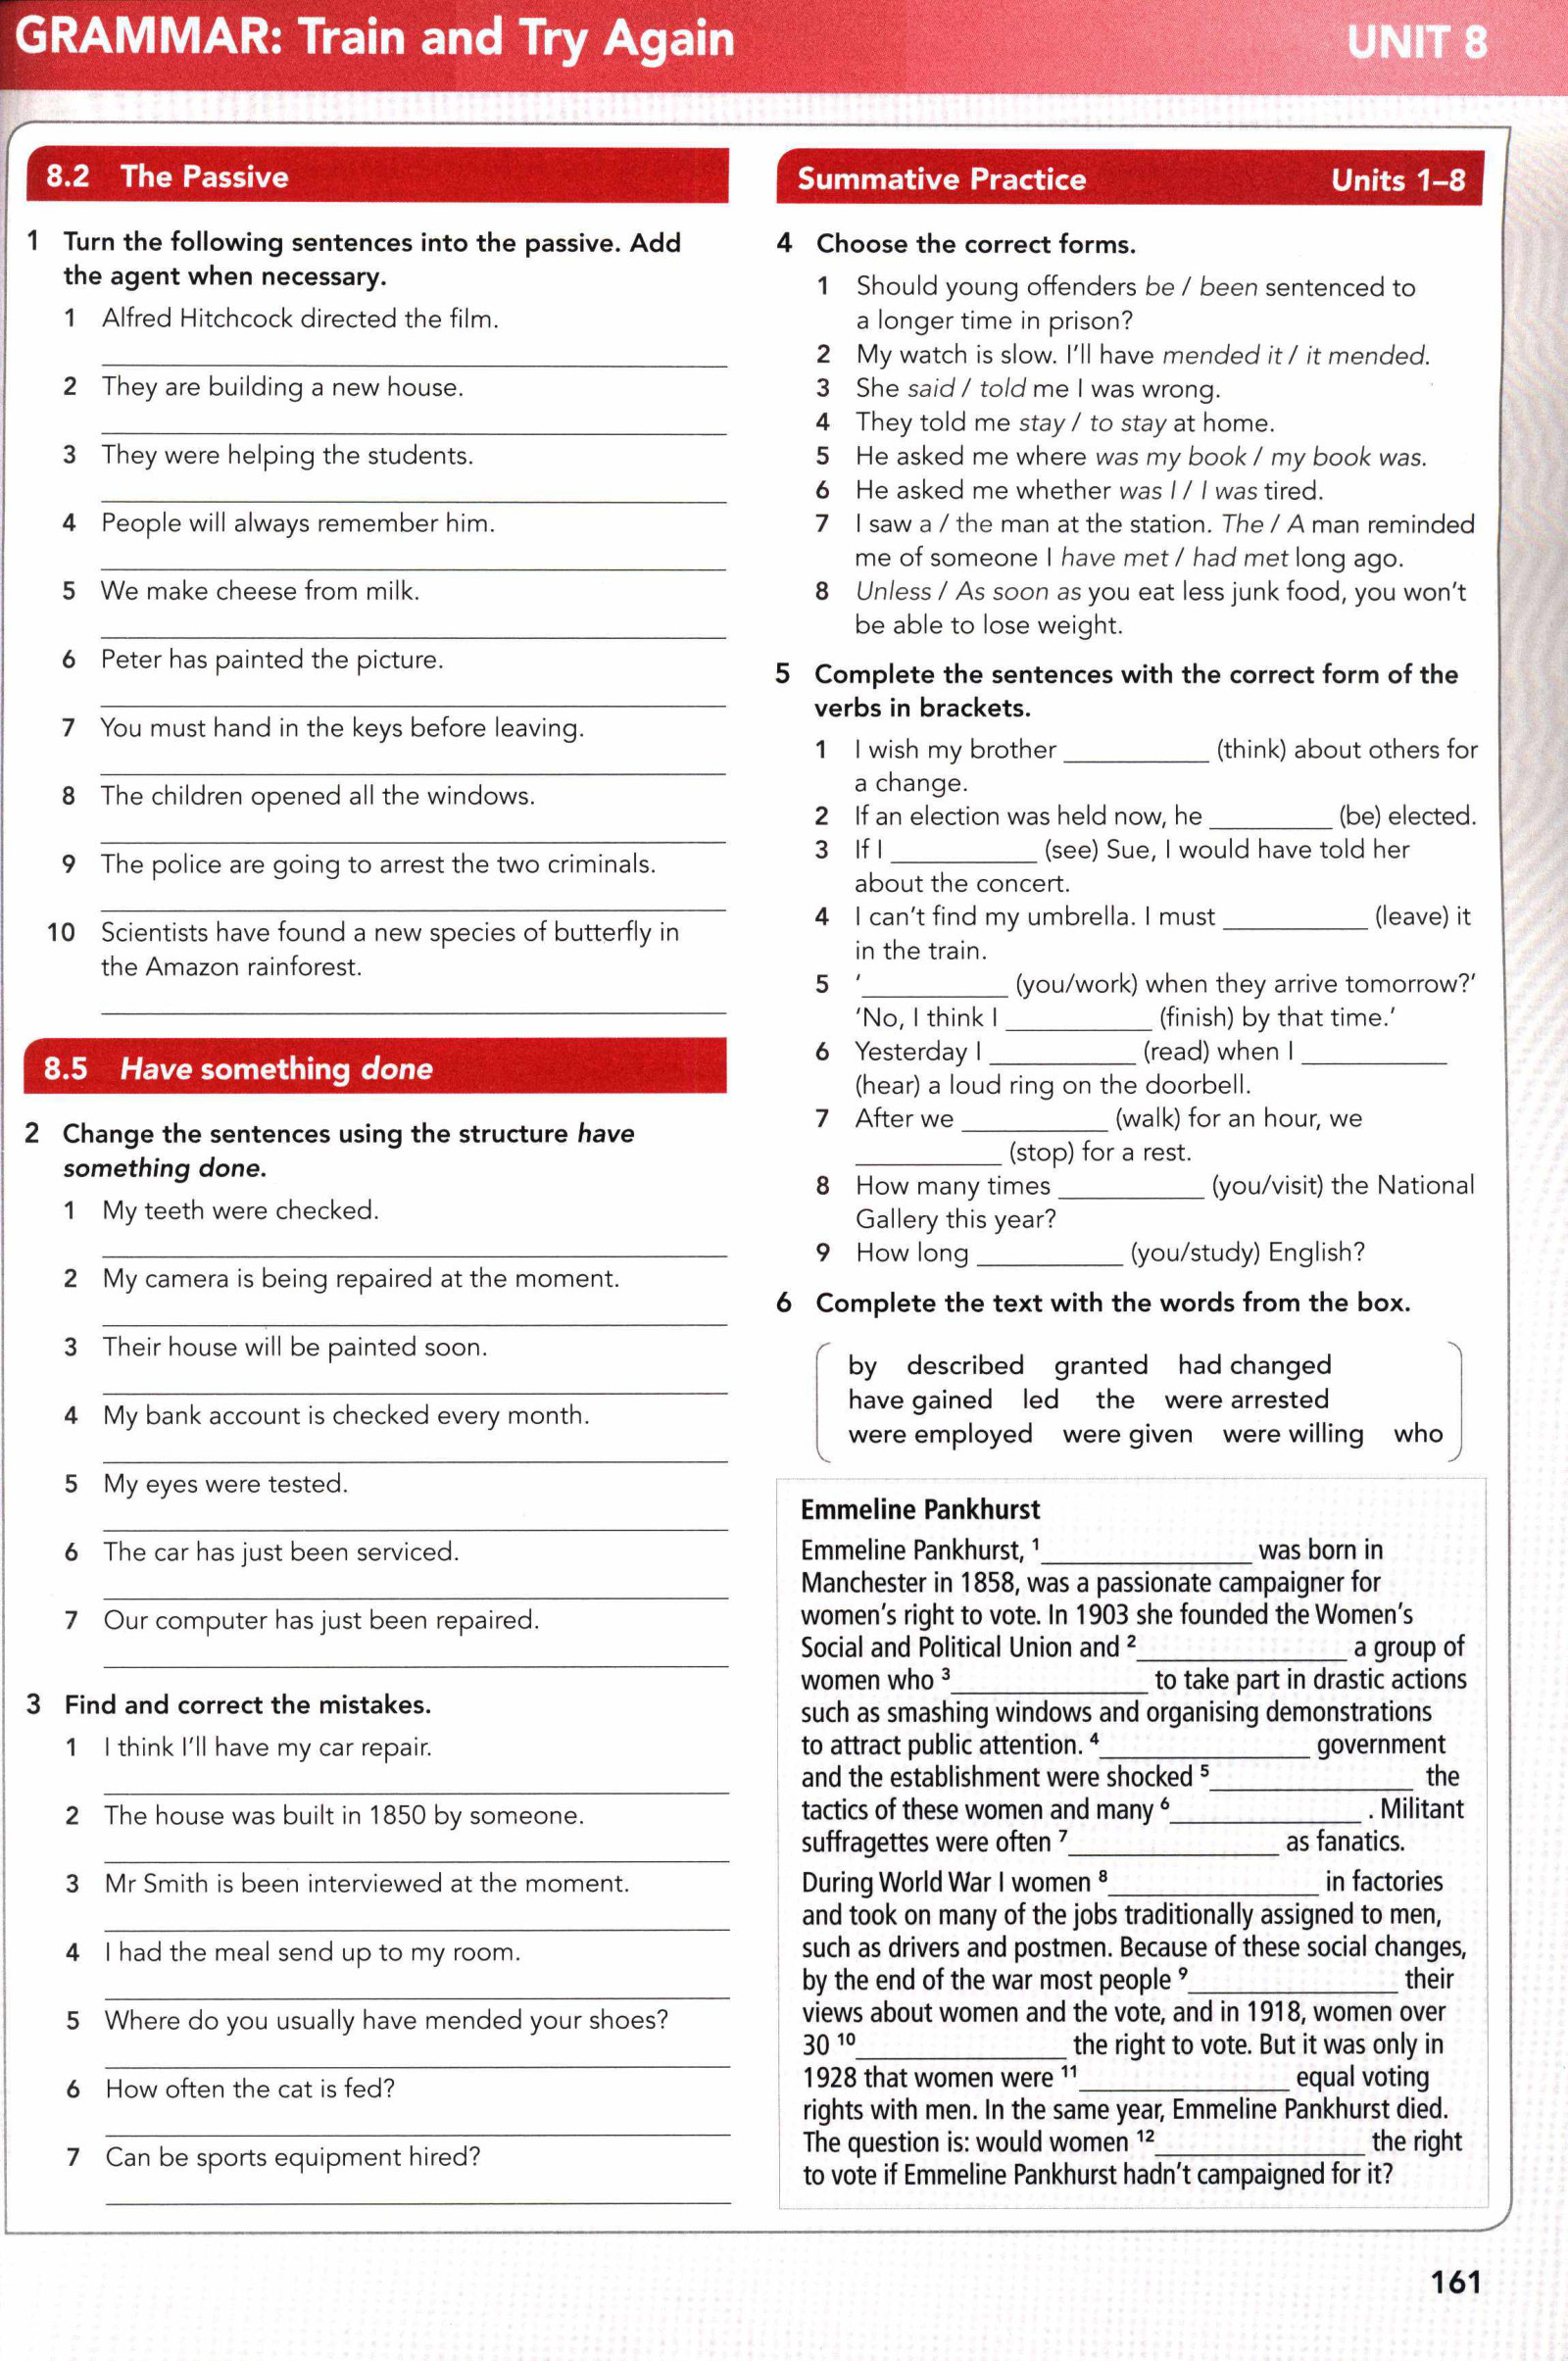 GRAMMAR: Train and Try Again
UNIT 8
8.2 The Passive
1 Turn the following sentences into the passive. Add
the agent when necessary.
1 Alfred Hitchcock directed the film.
2 They are building a new house.
3 They were helping the students.
4 People will always remember him.
5 We make cheese from milk.
6 Peter has painted the picture.
7 You must hand in the keys before leaving.
8 The children opened all the windows.
9 The police are going to arrest the two criminals.
10 Scientists have found a new species of butterfly in
the Amazon rainforest.
8.5 Have something done
2 Change the sentences using the structure have
something done.
1 My teeth were checked.
2 My camera is being repaired at the moment.
3 Their house will be painted soon.
4 My bank account is checked every month.
5 My eyes were tested.
6 The car has just been serviced.
7 Our computer has just been repaired.
3 Find and correct the mistakes.
1 I think I'll have my car repair.
2 The house was built in 1850 by someone.
3 Mr Smith is been interviewed at the moment.
4 I had the meal send up to my room.
5 Where do you usually have mended your shoes?
6 How often the cat is fed?
7 Can be sports equipment hired?
Summative Practice Units 1–8
4 Choose the correct forms.
1 Should young offenders be / been sentenced to
a longer time in prison?
2 My watch is slow. I'll have mended it / it mended.
3 She said / told me I was wrong.
4 They told me stay / to stay at home.
5 He asked me where was my book / my book was.
6 He asked me whether was I / I was tired.
7 I saw a / the man at the station. The / A man reminded
me of someone I have met / had met long ago.
8 Unless / As soon as you eat less junk food, you won't
be able to lose weight.
5 Complete the sentences with the correct form of the
verbs in brackets.
1 I wish my brother __________ (think) about others for
a change.
2 If an election was held now, he __________ (be) elected.
3 If I __________ (see) Sue, I would have told her
about the concert.
4 I can't find my umbrella. I must __________ (leave) it
in the train.
5 '__________ (you/work) when they arrive tomorrow?'
'No, I think I __________ (finish) by that time.'
6 Yesterday I __________ (read) when I __________
(hear) a loud ring on the doorbell.
7 After we __________ (walk) for an hour, we
__________ (stop) for a rest.
8 How many times __________ (you/visit) the National
Gallery this year?
9 How long __________ (you/study) English?
6 Complete the text with the words from the box.
by described granted had changed
have gained led the were arrested
were employed were given were willing who
Emmeline Pankhurst
Emmeline Pankhurst, 1__________ was born in
Manchester in 1858, was a passionate campaigner for
women's right to vote. In 1903 she founded the Women's
Social and Political Union and 2__________ a group of
women who 3__________ to take part in drastic actions
such as smashing windows and organising demonstrations
to attract public attention. 4__________ government
and the establishment were shocked 5__________ the
tactics of these women and many 6__________. Militant
suffragettes were often 7__________ as fanatics.
During World War I women 8__________ in factories
and took on many of the jobs traditionally assigned to men,
such as drivers and postmen. Because of these social changes,
by the end of the war most people 9__________ their
views about women and the vote, and in 1918, women over
30 10__________ the right to vote. But it was only in
1928 that women were 11__________ equal voting
rights with men. In the same year, Emmeline Pankhurst died.
The question is: would women 12__________ the right
to vote if Emmeline Pankhurst hadn't campaigned for it?
161